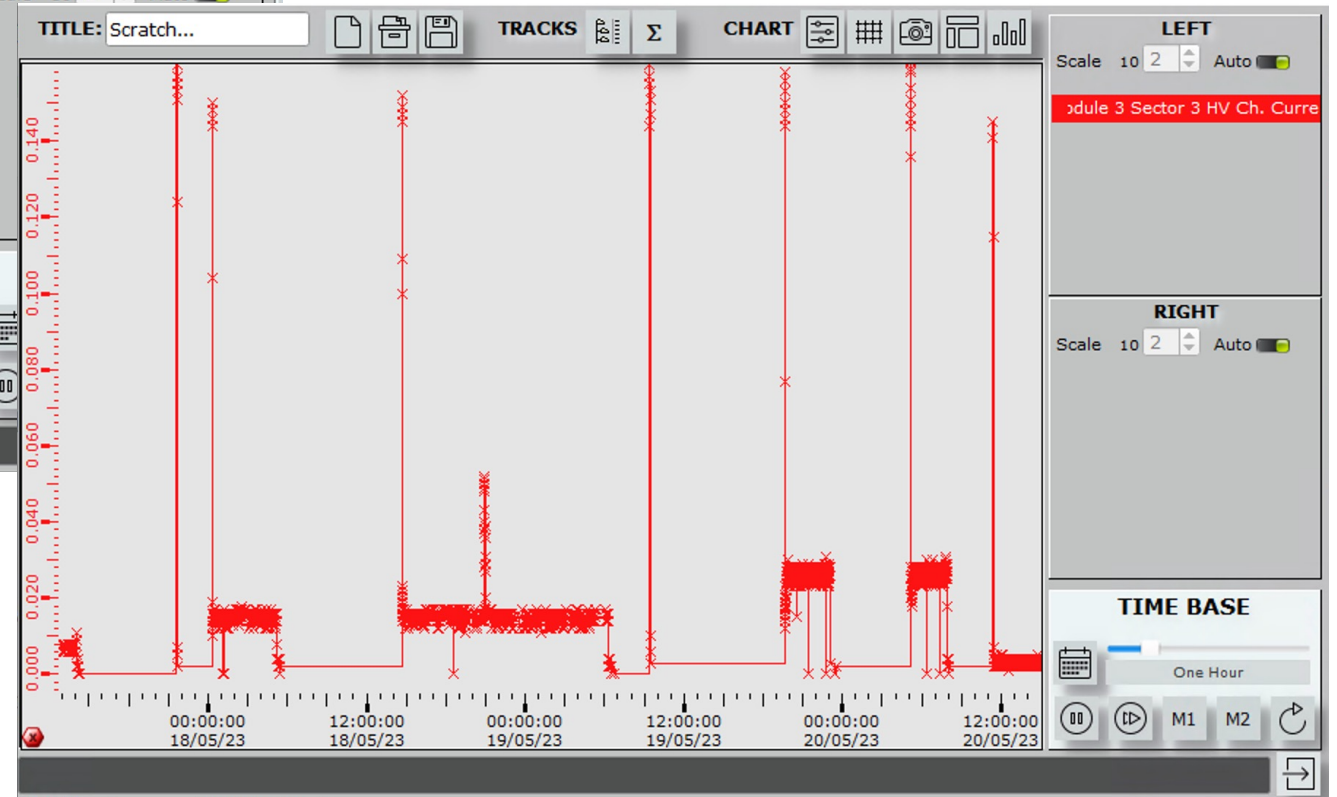 TITLE: Scratch... TRACKS Σ CHART
LEFT
Scale 10 2 Auto
odule 3 Sector 3 HV Ch. Curre
0.140
0.120
0.100
0.080
0.060
0.040
0.020
0.000
RIGHT
Scale 10 2 Auto
TIME BASE
One Hour
M1 M2
00:00:00 12:00:00 00:00:00 12:00:00 00:00:00 12:00:00
18/05/23 18/05/23 19/05/23 19/05/23 20/05/23 20/05/23